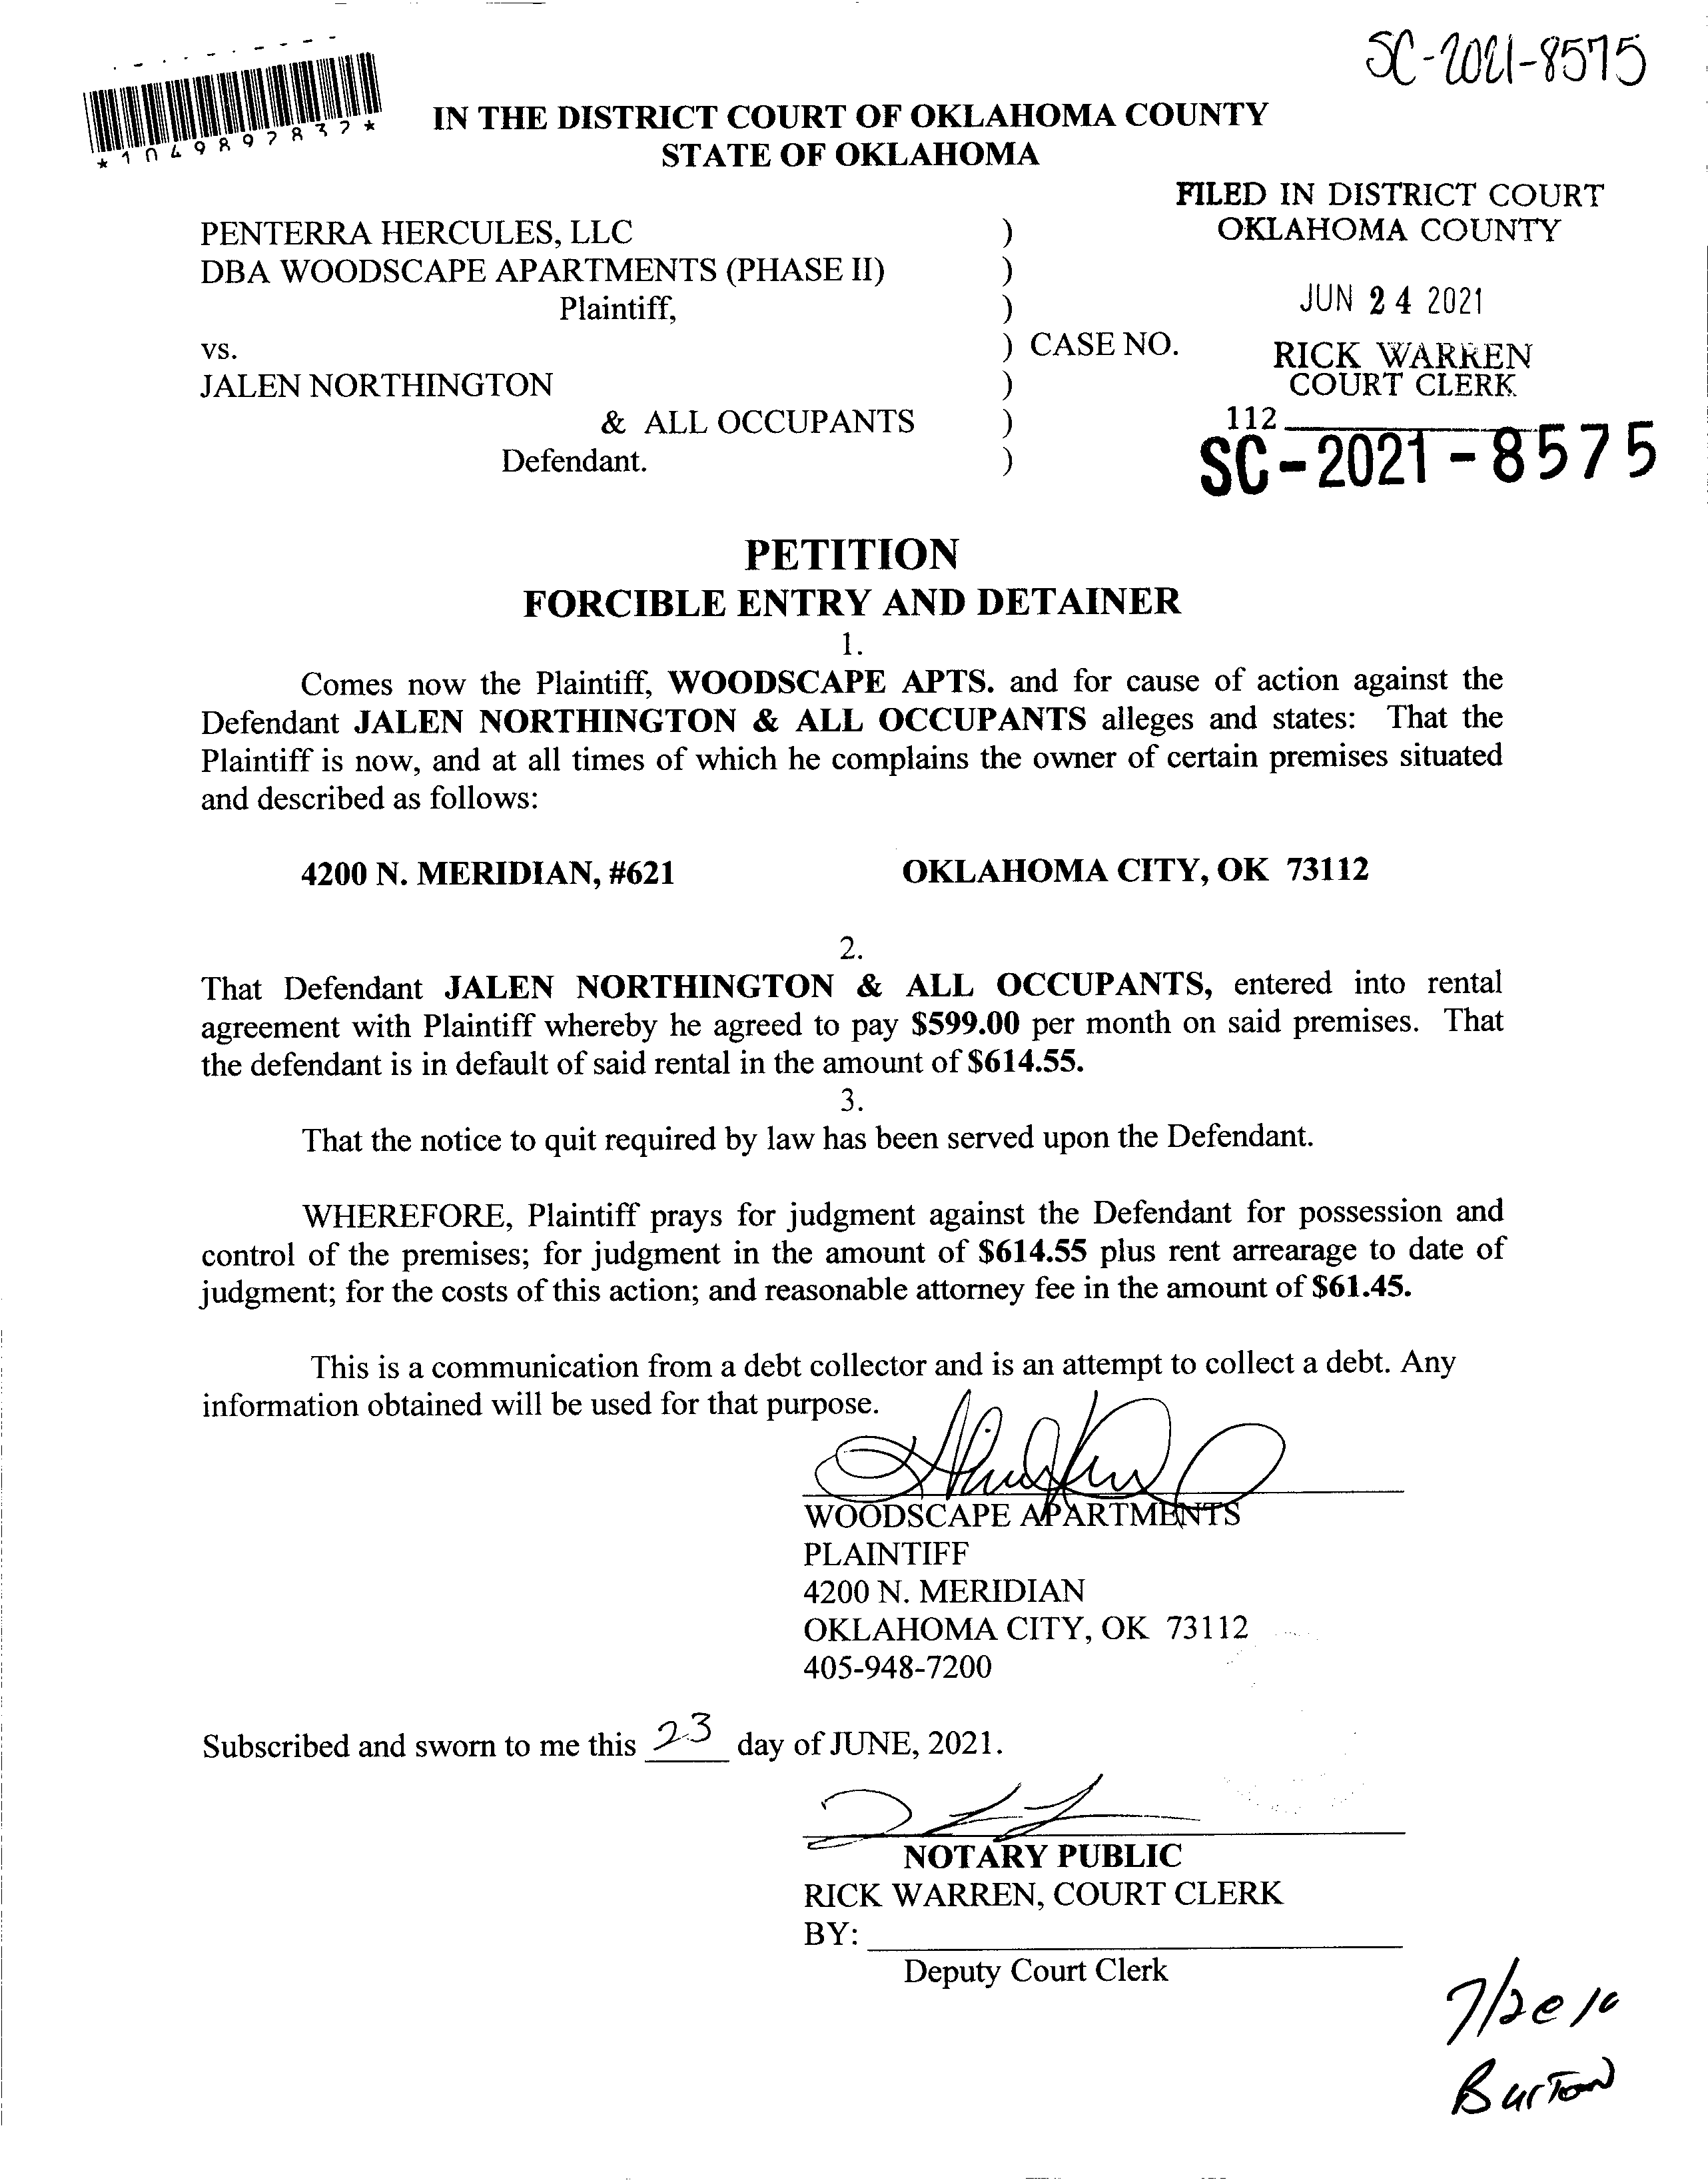 SC-2021-8575
*1049897837*
IN THE DISTRICT COURT OF OKLAHOMA COUNTY
STATE OF OKLAHOMA
FILED IN DISTRICT COURT
OKLAHOMA COUNTY
JUN 24 2021
RICK WARREN
COURT CLERK
112
SC-2021-8575
PENTERRA HERCULES, LLC )
DBA WOODSCAPE APARTMENTS (PHASE II) )
Plaintiff, )
vs. ) CASE NO.
JALEN NORTHINGTON )
& ALL OCCUPANTS )
Defendant. )
PETITION
FORCIBLE ENTRY AND DETAINER
1.
Comes now the Plaintiff, WOODSCAPE APTS. and for cause of action against the
Defendant JALEN NORTHINGTON & ALL OCCUPANTS alleges and states: That the
Plaintiff is now, and at all times of which he complains the owner of certain premises situated
and described as follows:
4200 N. MERIDIAN, #621 OKLAHOMA CITY, OK 73112
2.
That Defendant JALEN NORTHINGTON & ALL OCCUPANTS, entered into rental
agreement with Plaintiff whereby he agreed to pay $599.00 per month on said premises. That
the defendant is in default of said rental in the amount of $614.55.
3.
That the notice to quit required by law has been served upon the Defendant.
WHEREFORE, Plaintiff prays for judgment against the Defendant for possession and
control of the premises; for judgment in the amount of $614.55 plus rent arrearage to date of
judgment; for the costs of this action; and reasonable attorney fee in the amount of $61.45.
This is a communication from a debt collector and is an attempt to collect a debt. Any
information obtained will be used for that purpose.
WOODSCAPE APARTMENTS
PLAINTIFF
4200 N. MERIDIAN
OKLAHOMA CITY, OK 73112
405-948-7200
Subscribed and sworn to me this 23 day of JUNE, 2021.
NOTARY PUBLIC
RICK WARREN, COURT CLERK
BY:
Deputy Court Clerk
Burton